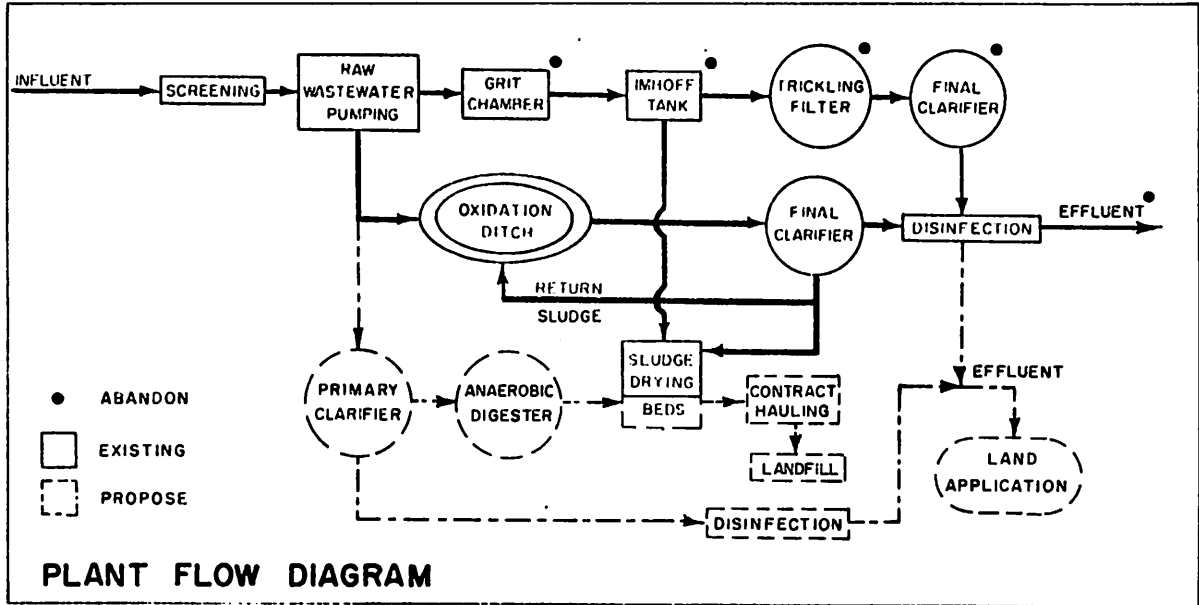 INFLUENT
SCREENING
RAW
WASTEWATER
PUMPING
GRIT
CHAMBER
IMHOFF
TANK
TRICKLING
FILTER
FINAL
CLARIFIER
OXIDATION
DITCH
FINAL
CLARIFIER
DISINFECTION
EFFLUENT
RETURN
SLUDGE
PRIMARY
CLARIFIER
ANAEROBIC
DIGESTER
SLUDGE
DRYING
BEDS
CONTRACT
HAULING
LANDFILL
EFFLUENT
LAND
APPLICATION
DISINFECTION
ABANDON
EXISTING
PROPOSE
PLANT FLOW DIAGRAM